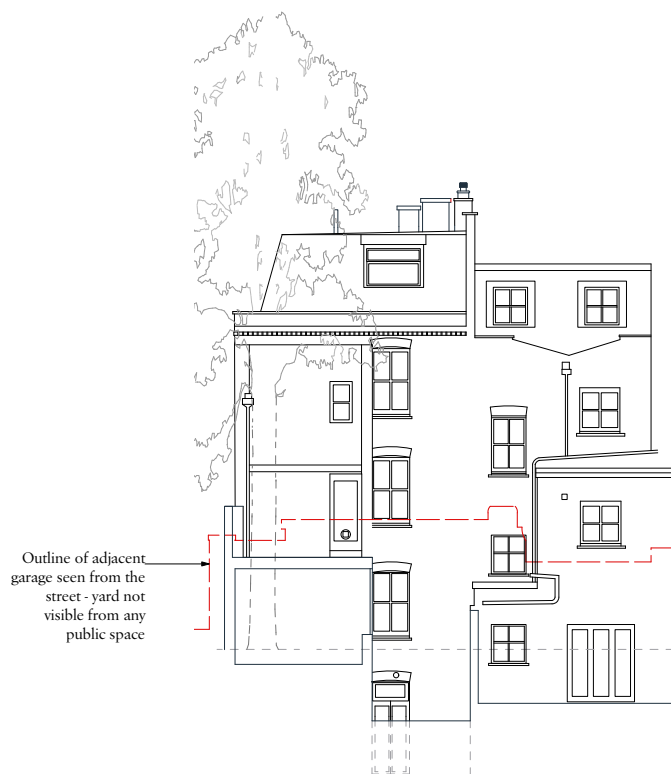 Outline of adjacent
garage seen from the
street - yard not
visible from any
public space